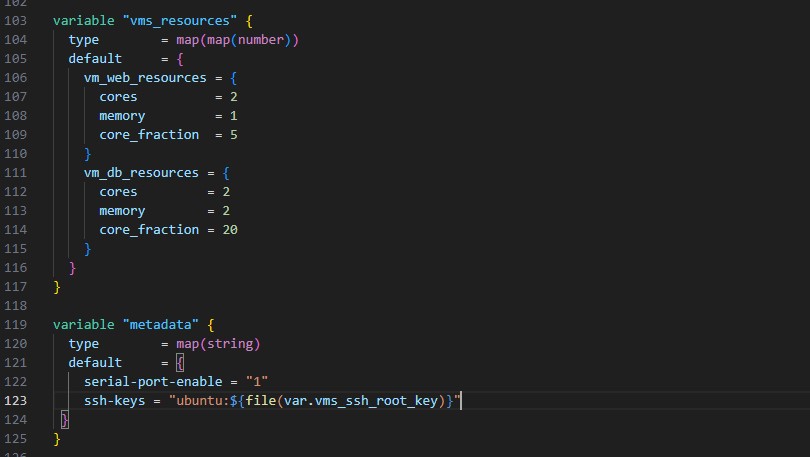 102
103 variable "vms_resources" {
104 type = map(map(number))
105 default = {
106 vm_web_resources = {
107 cores = 2
108 memory = 1
109 core_fraction = 5
110 }
111 vm_db_resources = {
112 cores = 2
113 memory = 2
114 core_fraction = 20
115 }
116 }
117 }
118
119 variable "metadata" {
120 type = map(string)
121 default = {
122 serial-port-enable = "1"
123 ssh-keys = "ubuntu:${file(var.vms_ssh_root_key)}"
124 }
125 }
126